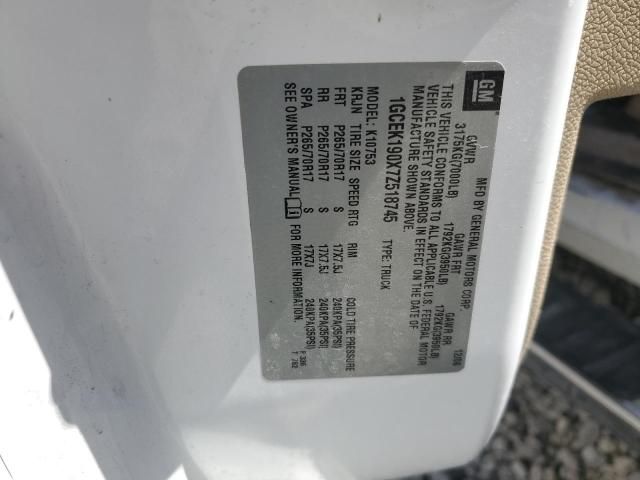 GM
MFD BY GENERAL MOTORS CORP. 12/06
GVWR GAWR FRT GAWR RR
3175KG(7000LB) 1792KG(3950LB) 1792KG(3950LB)
THIS VEHICLE CONFORMS TO ALL APPLICABLE U.S. FEDERAL MOTOR
VEHICLE SAFETY STANDARDS IN EFFECT ON THE DATE OF
MANUFACTURE SHOWN ABOVE.
1GCEK190X7Z518745 TYPE: TRUCK
MODEL: K10753
KRJN TIRE SIZE SPEED RTG RIM COLD TIRE PRESSURE
FRT P265/70R17 S 17X7.5J 240KPA(35PSI)
RR P265/70R17 S 17X7.5J 240KPA(35PSI)
SPA P265/70R17 S 17X7J 240KPA(35PSI)
SEE OWNER'S MANUAL FOR MORE INFORMATION.